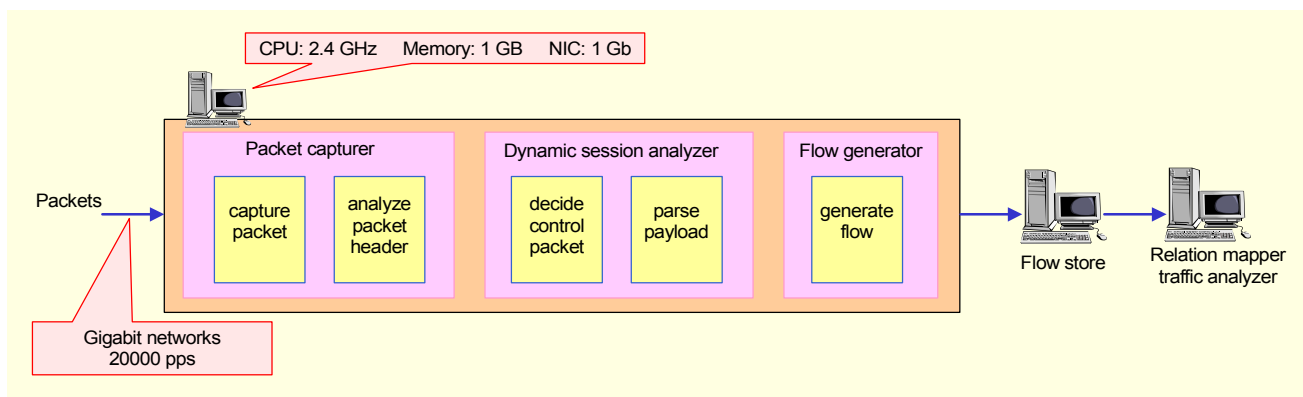 CPU: 2.4 GHz Memory: 1 GB NIC: 1 Gb
Packet capturer
Dynamic session analyzer
Flow generator
Packets
capture
packet
analyze
packet
header
decide
control
packet
parse
payload
generate
flow
Flow store
Relation mapper
traffic analyzer
Gigabit networks
20000 pps